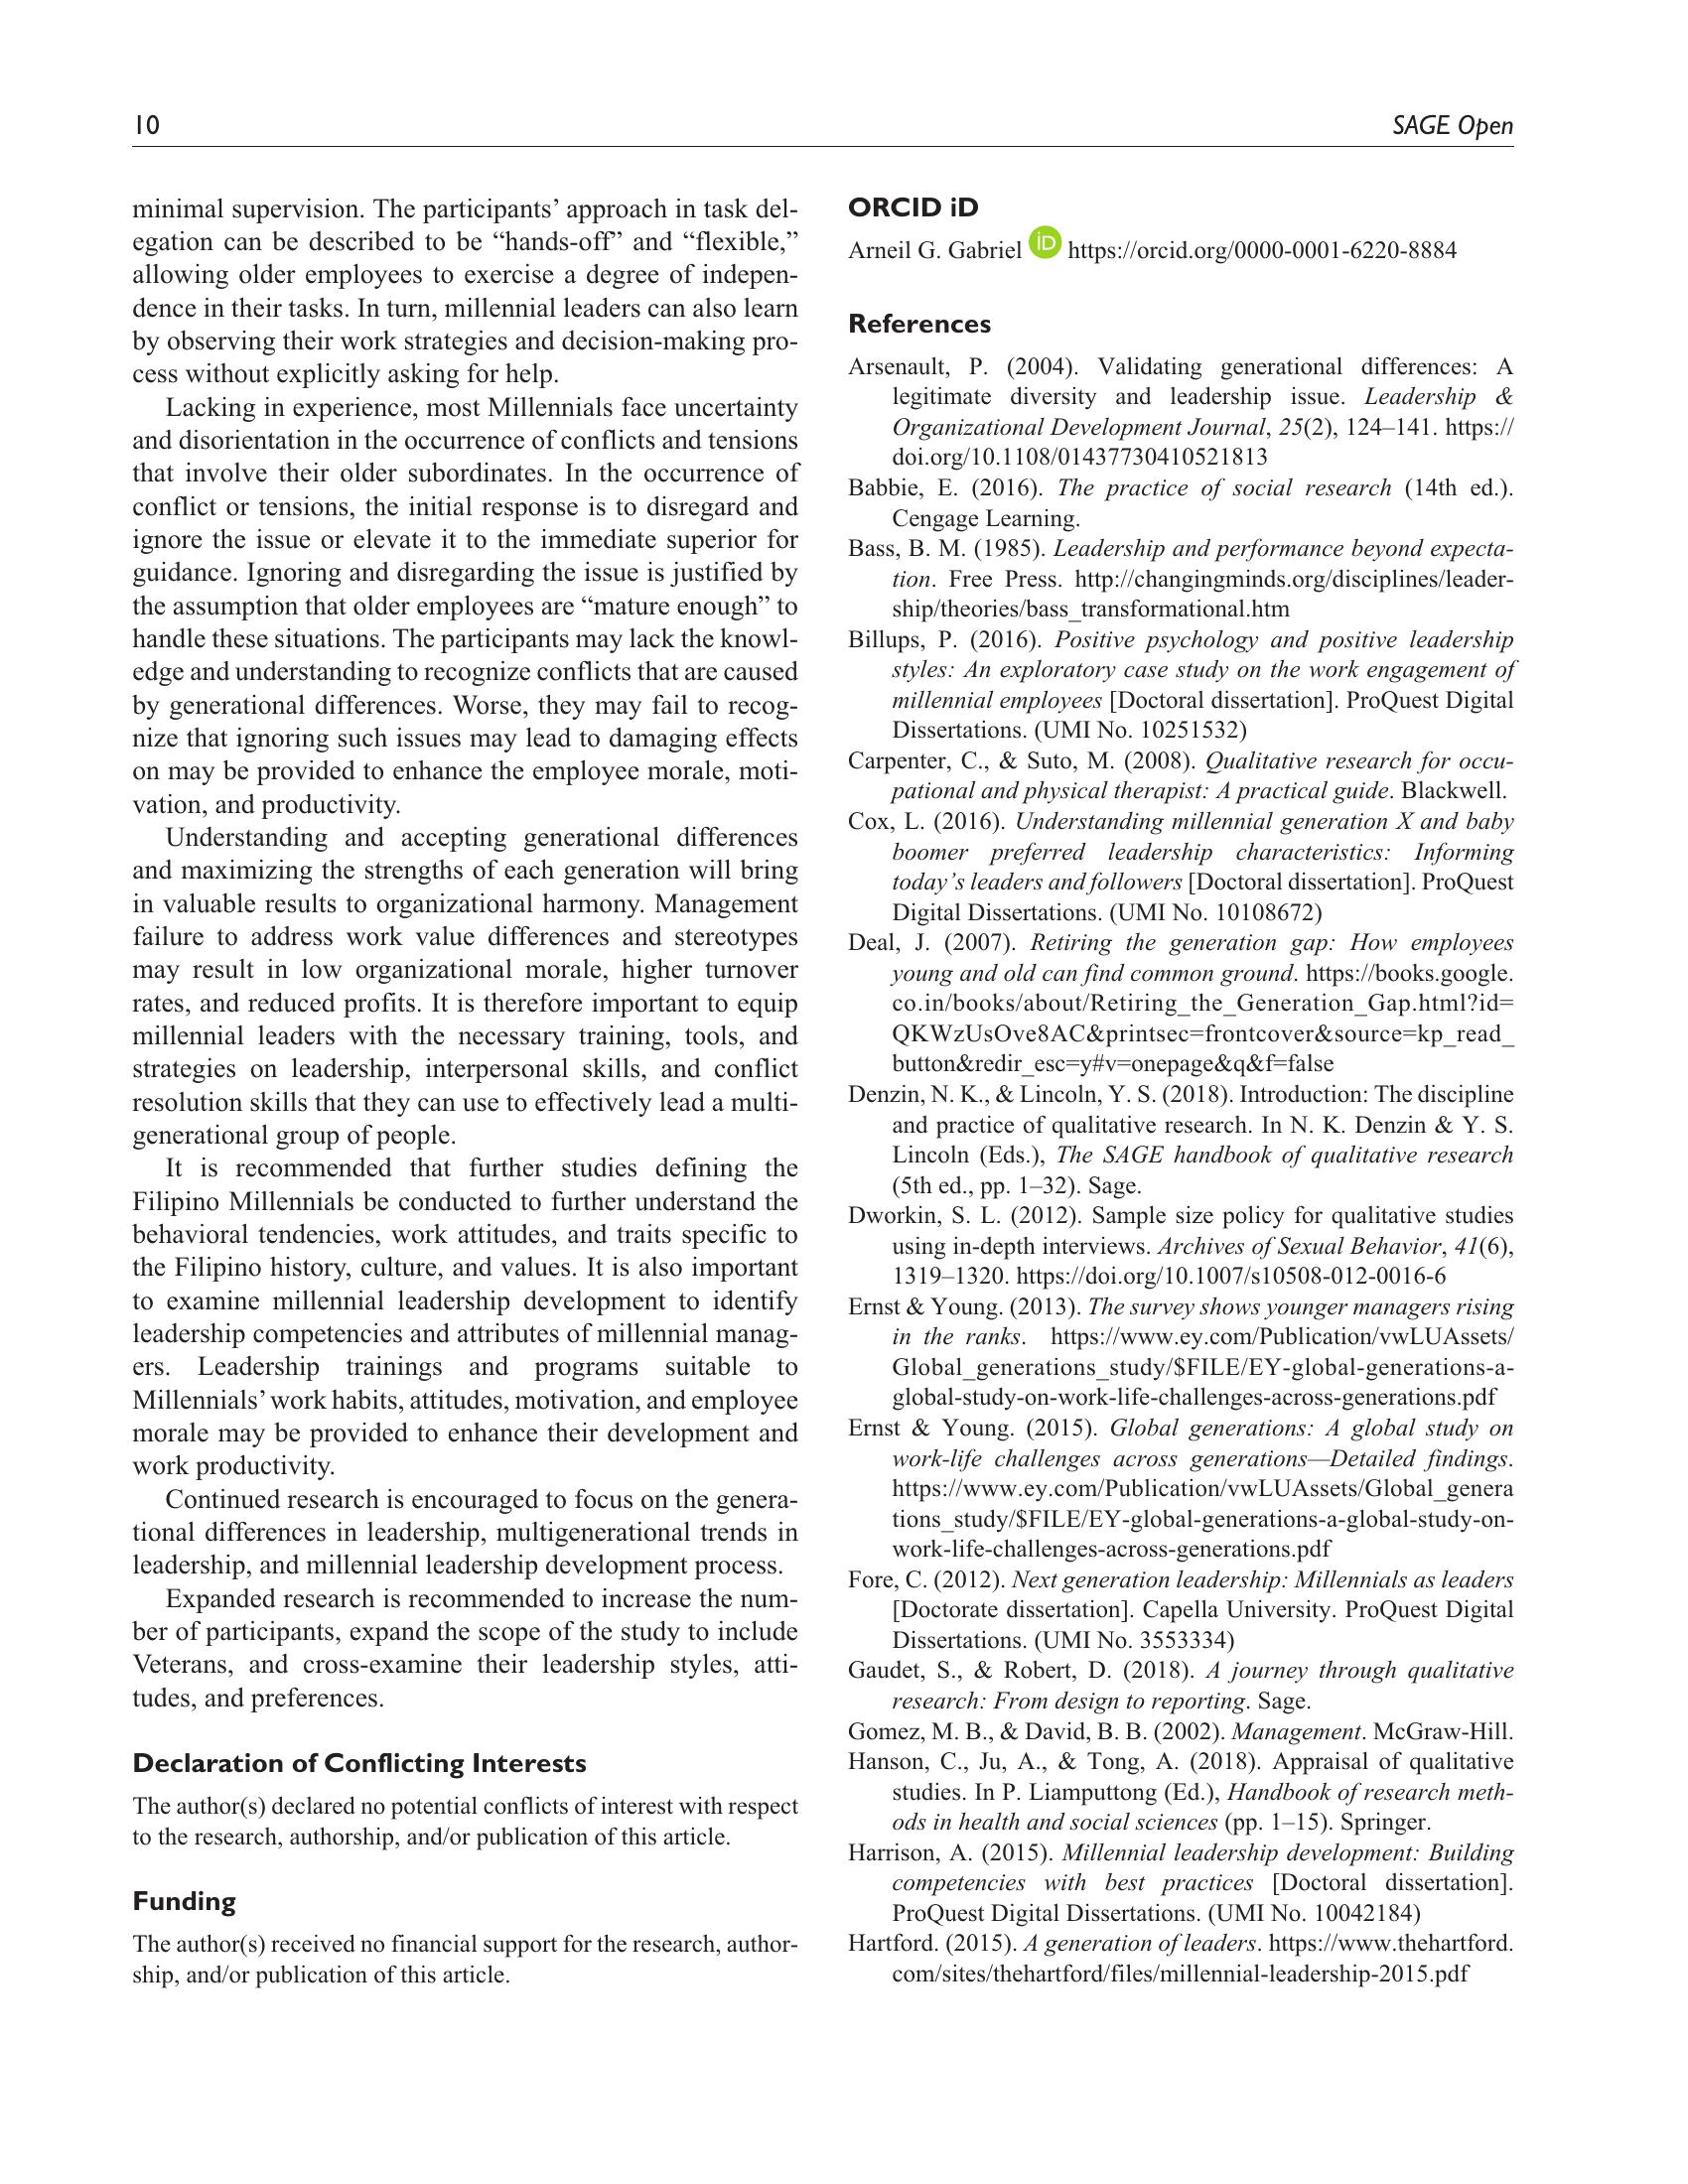 10
SAGE Open
minimal supervision. The participants’ approach in task del-
egation can be described to be “hands-off” and “flexible,”
allowing older employees to exercise a degree of indepen-
dence in their tasks. In turn, millennial leaders can also learn
by observing their work strategies and decision-making pro-
cess without explicitly asking for help.
Lacking in experience, most Millennials face uncertainty
and disorientation in the occurrence of conflicts and tensions
that involve their older subordinates. In the occurrence of
conflict or tensions, the initial response is to disregard and
ignore the issue or elevate it to the immediate superior for
guidance. Ignoring and disregarding the issue is justified by
the assumption that older employees are “mature enough” to
handle these situations. The participants may lack the knowl-
edge and understanding to recognize conflicts that are caused
by generational differences. Worse, they may fail to recog-
nize that ignoring such issues may lead to damaging effects
on may be provided to enhance the employee morale, moti-
vation, and productivity.
Understanding and accepting generational differences
and maximizing the strengths of each generation will bring
in valuable results to organizational harmony. Management
failure to address work value differences and stereotypes
may result in low organizational morale, higher turnover
rates, and reduced profits. It is therefore important to equip
millennial leaders with the necessary training, tools, and
strategies on leadership, interpersonal skills, and conflict
resolution skills that they can use to effectively lead a multi-
generational group of people.
It is recommended that further studies defining the
Filipino Millennials be conducted to further understand the
behavioral tendencies, work attitudes, and traits specific to
the Filipino history, culture, and values. It is also important
to examine millennial leadership development to identify
leadership competencies and attributes of millennial manag-
ers. Leadership trainings and programs suitable to
Millennials’ work habits, attitudes, motivation, and employee
morale may be provided to enhance their development and
work productivity.
Continued research is encouraged to focus on the genera-
tional differences in leadership, multigenerational trends in
leadership, and millennial leadership development process.
Expanded research is recommended to increase the num-
ber of participants, expand the scope of the study to include
Veterans, and cross-examine their leadership styles, atti-
tudes, and preferences.
Declaration of Conflicting Interests
The author(s) declared no potential conflicts of interest with respect
to the research, authorship, and/or publication of this article.
Funding
The author(s) received no financial support for the research, author-
ship, and/or publication of this article.
ORCID iD
Arneil G. Gabriel iD https://orcid.org/0000-0001-6220-8884
References
Arsenault, P. (2004). Validating generational differences: A
legitimate diversity and leadership issue. Leadership &
Organizational Development Journal, 25(2), 124–141. https://
doi.org/10.1108/01437730410521813
Babbie, E. (2016). The practice of social research (14th ed.).
Cengage Learning.
Bass, B. M. (1985). Leadership and performance beyond expecta-
tion. Free Press. http://changingminds.org/disciplines/leader-
ship/theories/bass_transformational.htm
Billups, P. (2016). Positive psychology and positive leadership
styles: An exploratory case study on the work engagement of
millennial employees [Doctoral dissertation]. ProQuest Digital
Dissertations. (UMI No. 10251532)
Carpenter, C., & Suto, M. (2008). Qualitative research for occu-
pational and physical therapist: A practical guide. Blackwell.
Cox, L. (2016). Understanding millennial generation X and baby
boomer preferred leadership characteristics: Informing
today’s leaders and followers [Doctoral dissertation]. ProQuest
Digital Dissertations. (UMI No. 10108672)
Deal, J. (2007). Retiring the generation gap: How employees
young and old can find common ground. https://books.google.
co.in/books/about/Retiring_the_Generation_Gap.html?id=
QKWzUsOve8AC&printsec=frontcover&source=kp_read_
button&redir_esc=y#v=onepage&q&f=false
Denzin, N. K., & Lincoln, Y. S. (2018). Introduction: The discipline
and practice of qualitative research. In N. K. Denzin & Y. S.
Lincoln (Eds.), The SAGE handbook of qualitative research
(5th ed., pp. 1–32). Sage.
Dworkin, S. L. (2012). Sample size policy for qualitative studies
using in-depth interviews. Archives of Sexual Behavior, 41(6),
1319–1320. https://doi.org/10.1007/s10508-012-0016-6
Ernst & Young. (2013). The survey shows younger managers rising
in the ranks. https://www.ey.com/Publication/vwLUAssets/
Global_generations_study/$FILE/EY-global-generations-a-
global-study-on-work-life-challenges-across-generations.pdf
Ernst & Young. (2015). Global generations: A global study on
work-life challenges across generations—Detailed findings.
https://www.ey.com/Publication/vwLUAssets/Global_genera
tions_study/$FILE/EY-global-generations-a-global-study-on-
work-life-challenges-across-generations.pdf
Fore, C. (2012). Next generation leadership: Millennials as leaders
[Doctorate dissertation]. Capella University. ProQuest Digital
Dissertations. (UMI No. 3553334)
Gaudet, S., & Robert, D. (2018). A journey through qualitative
research: From design to reporting. Sage.
Gomez, M. B., & David, B. B. (2002). Management. McGraw-Hill.
Hanson, C., Ju, A., & Tong, A. (2018). Appraisal of qualitative
studies. In P. Liamputtong (Ed.), Handbook of research meth-
ods in health and social sciences (pp. 1–15). Springer.
Harrison, A. (2015). Millennial leadership development: Building
competencies with best practices [Doctoral dissertation].
ProQuest Digital Dissertations. (UMI No. 10042184)
Hartford. (2015). A generation of leaders. https://www.thehartford.
com/sites/thehartford/files/millennial-leadership-2015.pdf